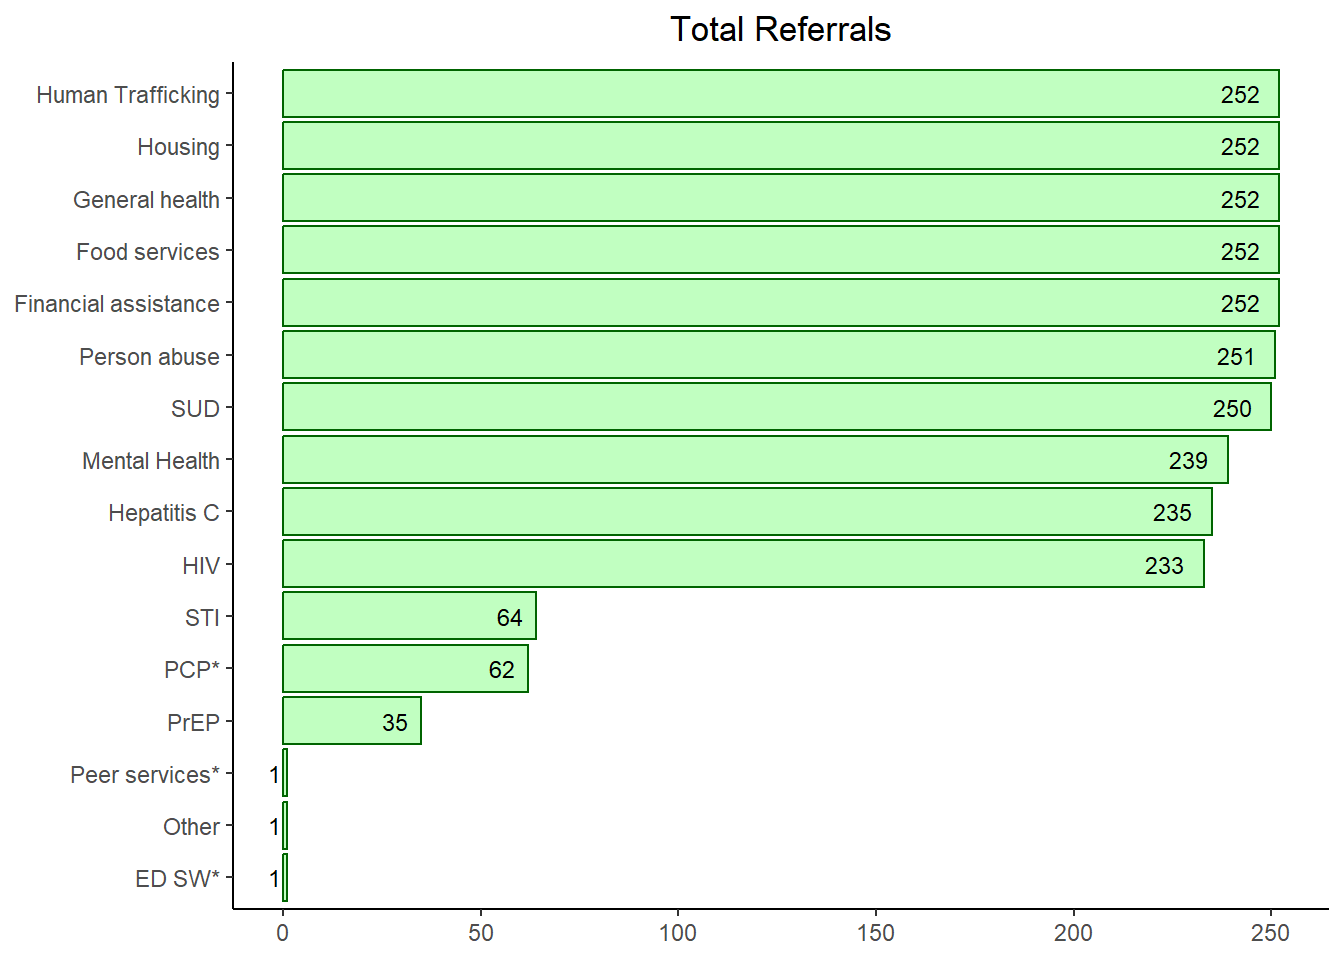 Total Referrals
Human Trafficking 252
Housing 252
General health 252
Food services 252
Financial assistance 252
Person abuse 251
SUD 250
Mental Health 239
Hepatitis C 235
HIV 233
STI 64
PCP* 62
PrEP 35
Peer services* 1
Other 1
ED SW* 1
0 50 100 150 200 250